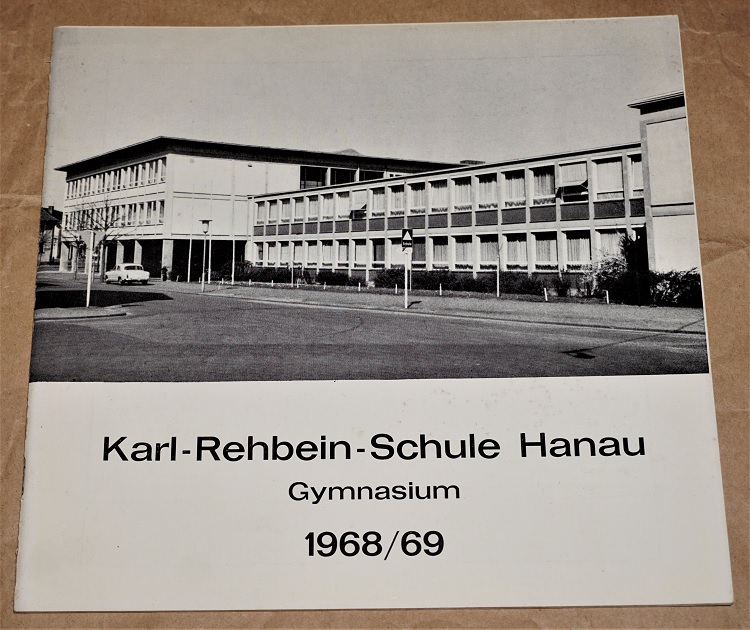 Karl-Rehbein-Schule Hanau
Gymnasium
1968/69